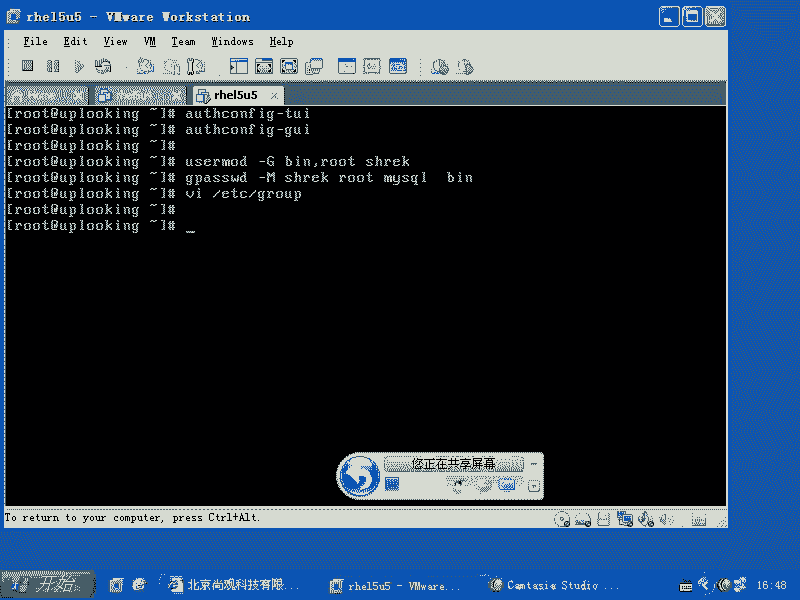 rhel5u5 - VMware Workstation
File Edit View VM Team Windows Help
rhel5u5
[root@uplooking ~]# authconfig-tui
[root@uplooking ~]# authconfig-gui
[root@uplooking ~]#
[root@uplooking ~]# usermod -G bin,root shrek
[root@uplooking ~]# gpasswd -M shrek root mysql  bin
[root@uplooking ~]# vi /etc/group
[root@uplooking ~]#
[root@uplooking ~]# _
您正在共享屏幕
To return to your computer, press Ctrl+Alt.
开始 北京尚观科技有限... rhel5u5 - VMware... Camtasia Studio ... 16:48